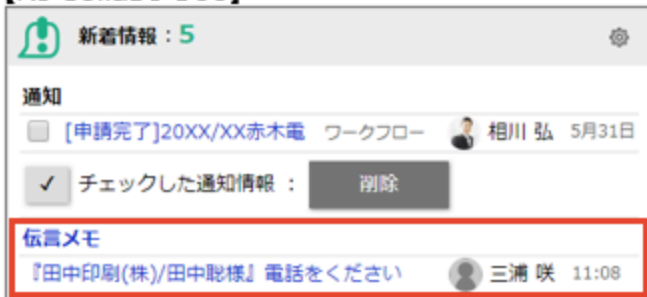 新着情報：5
通知
[申請完了]20XX/XX赤木電 ワークフロー 相川 弘 5月31日
✓ チェックした通知情報 ： 削除
伝言メモ
『田中印刷(株)/田中聡様』電話をください 三浦 咲 11:08